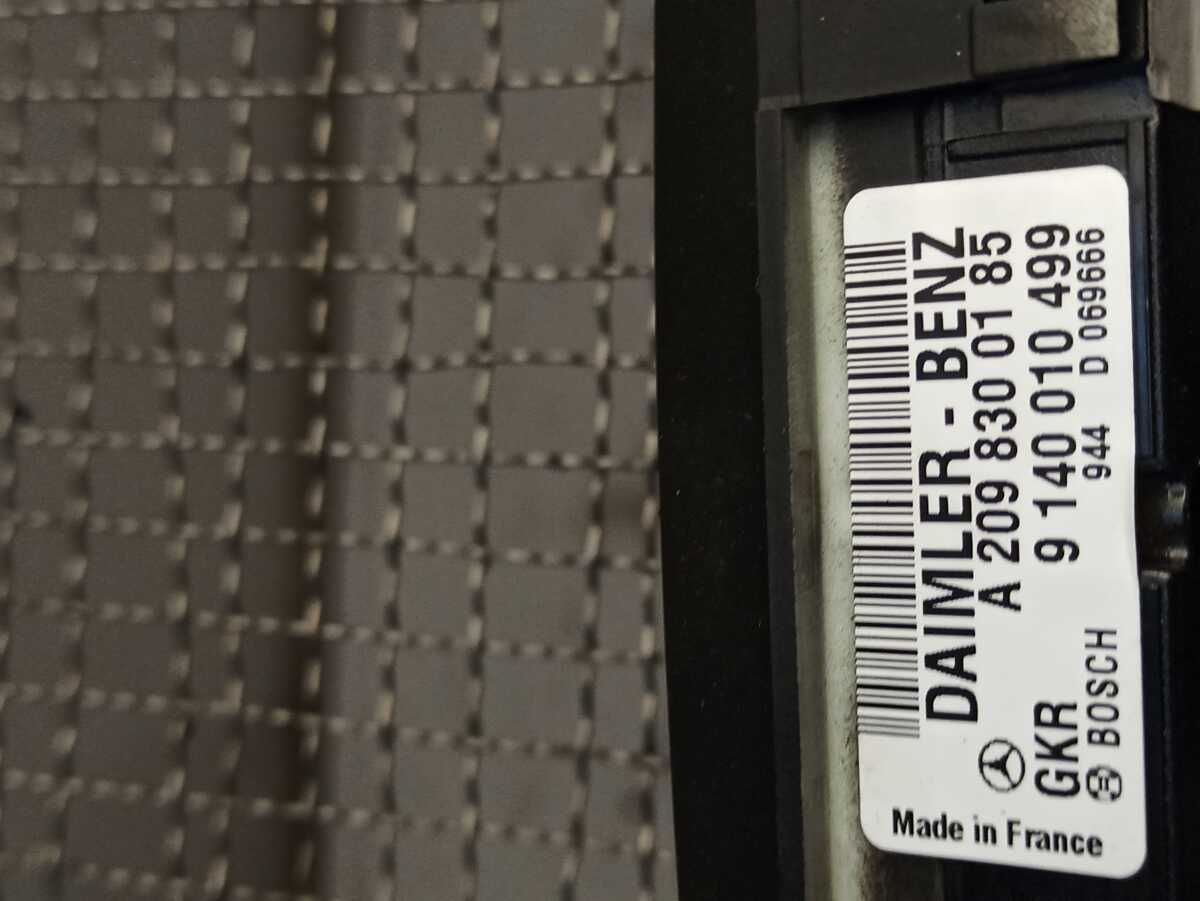 DAIMLER - BENZ
A 209 830 01 85
GKR 9 140 010 499
BOSCH 944 D 069666
Made in France